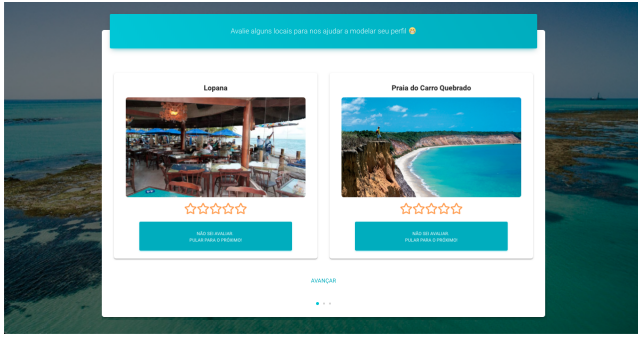 Avalie alguns locais para nos ajudar a modelar seu perfil
Lopana
Praia do Carro Quebrado
NÃO SEI AVALIAR.
PULAR PARA O PRÓXIMO!
NÃO SEI AVALIAR.
PULAR PARA O PRÓXIMO!
AVANÇAR